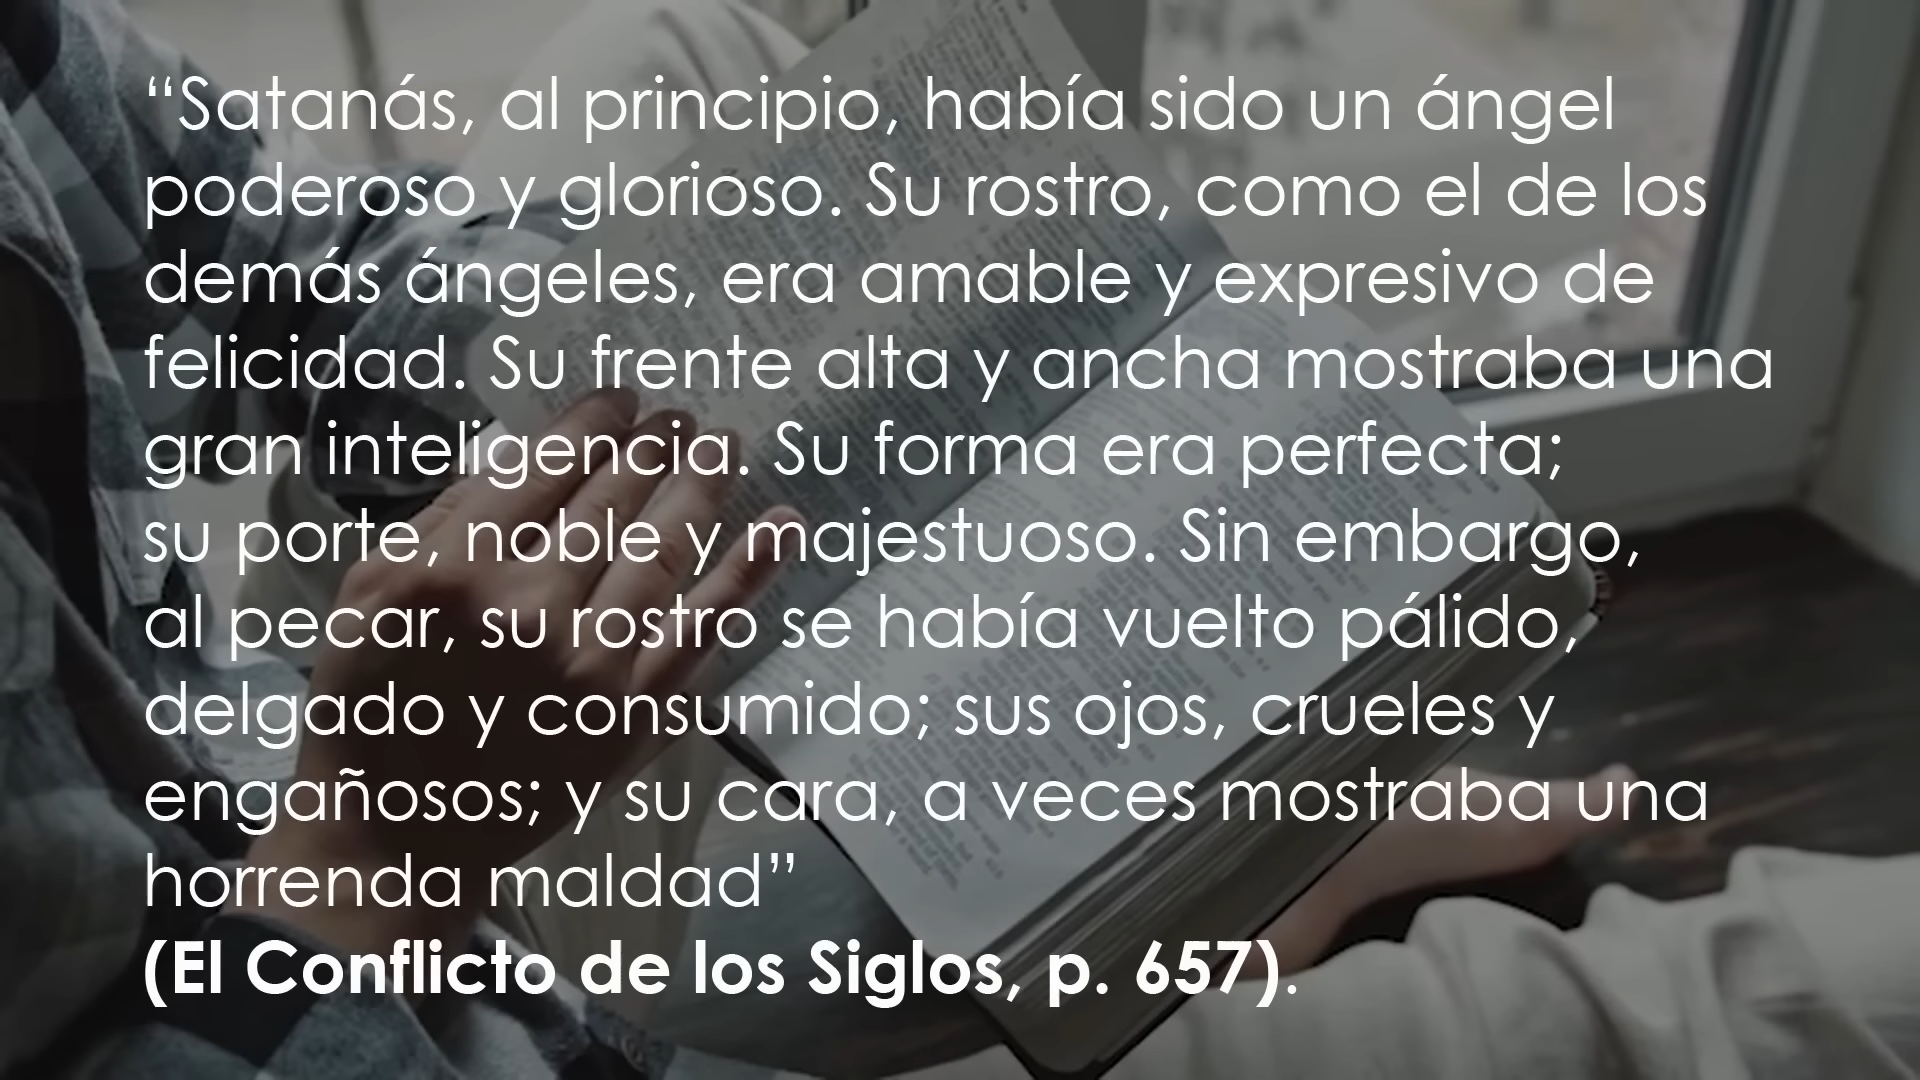 “Satanás, al principio, había sido un ángel
poderoso y glorioso. Su rostro, como el de los
demás ángeles, era amable y expresivo de
felicidad. Su frente alta y ancha mostraba una
gran inteligencia. Su forma era perfecta;
su porte, noble y majestuoso. Sin embargo,
al pecar, su rostro se había vuelto pálido,
delgado y consumido; sus ojos, crueles y
engañosos; y su cara, a veces mostraba una
horrenda maldad”
(El Conflicto de los Siglos, p. 657).